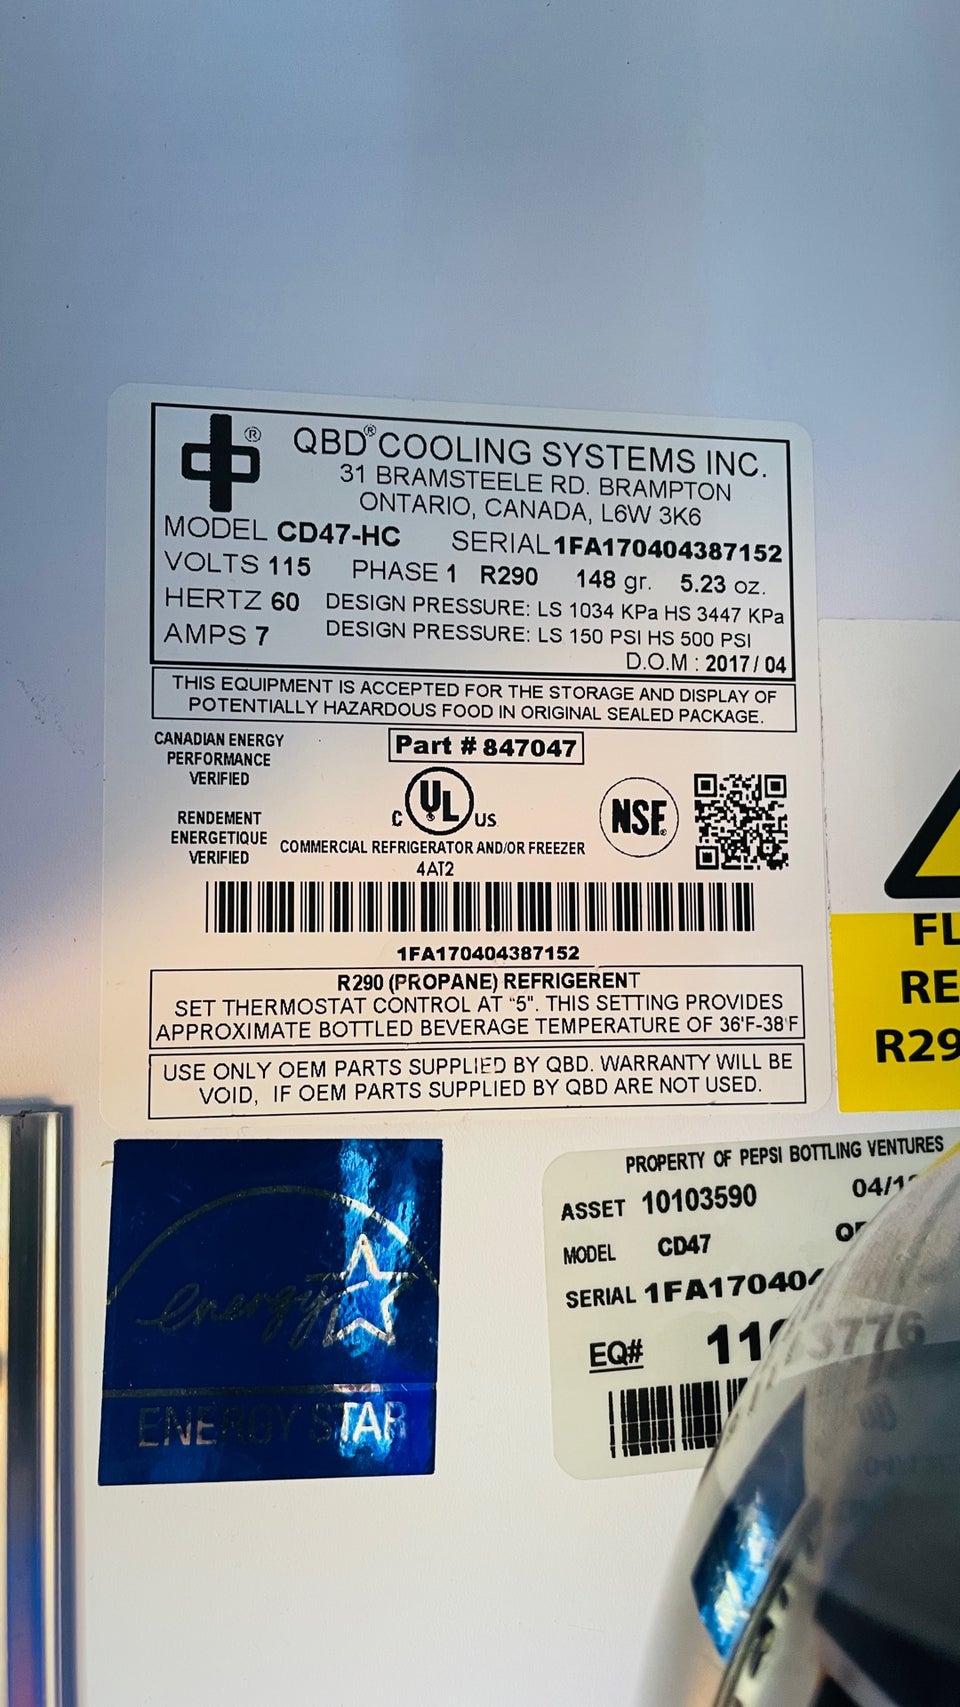 QBD® COOLING SYSTEMS INC.
31 BRAMSTEELE RD. BRAMPTON
ONTARIO, CANADA, L6W 3K6
MODEL CD47-HC SERIAL 1FA170404387152
VOLTS 115 PHASE 1 R290 148 gr. 5.23 oz.
HERTZ 60 DESIGN PRESSURE: LS 1034 KPa HS 3447 KPa
AMPS 7 DESIGN PRESSURE: LS 150 PSI HS 500 PSI
D.O.M : 2017/ 04
THIS EQUIPMENT IS ACCEPTED FOR THE STORAGE AND DISPLAY OF
POTENTIALLY HAZARDOUS FOOD IN ORIGINAL SEALED PACKAGE.
CANADIAN ENERGY
PERFORMANCE
VERIFIED
Part # 847047
RENDEMENT
ENERGETIQUE
VERIFIED
C UL US
NSF®
COMMERCIAL REFRIGERATOR AND/OR FREEZER
4AT2
1FA170404387152
R290 (PROPANE) REFRIGERENT
SET THERMOSTAT CONTROL AT "5". THIS SETTING PROVIDES
APPROXIMATE BOTTLED BEVERAGE TEMPERATURE OF 36'F-38'F
USE ONLY OEM PARTS SUPPLIED BY QBD. WARRANTY WILL BE
VOID, IF OEM PARTS SUPPLIED BY QBD ARE NOT USED.
FL
RE
R29
energy
ENERGY STAR
PROPERTY OF PEPSI BOTTLING VENTURES
ASSET 10103590 04/1
MODEL CD47
SERIAL 1FA17040
EQ# 11